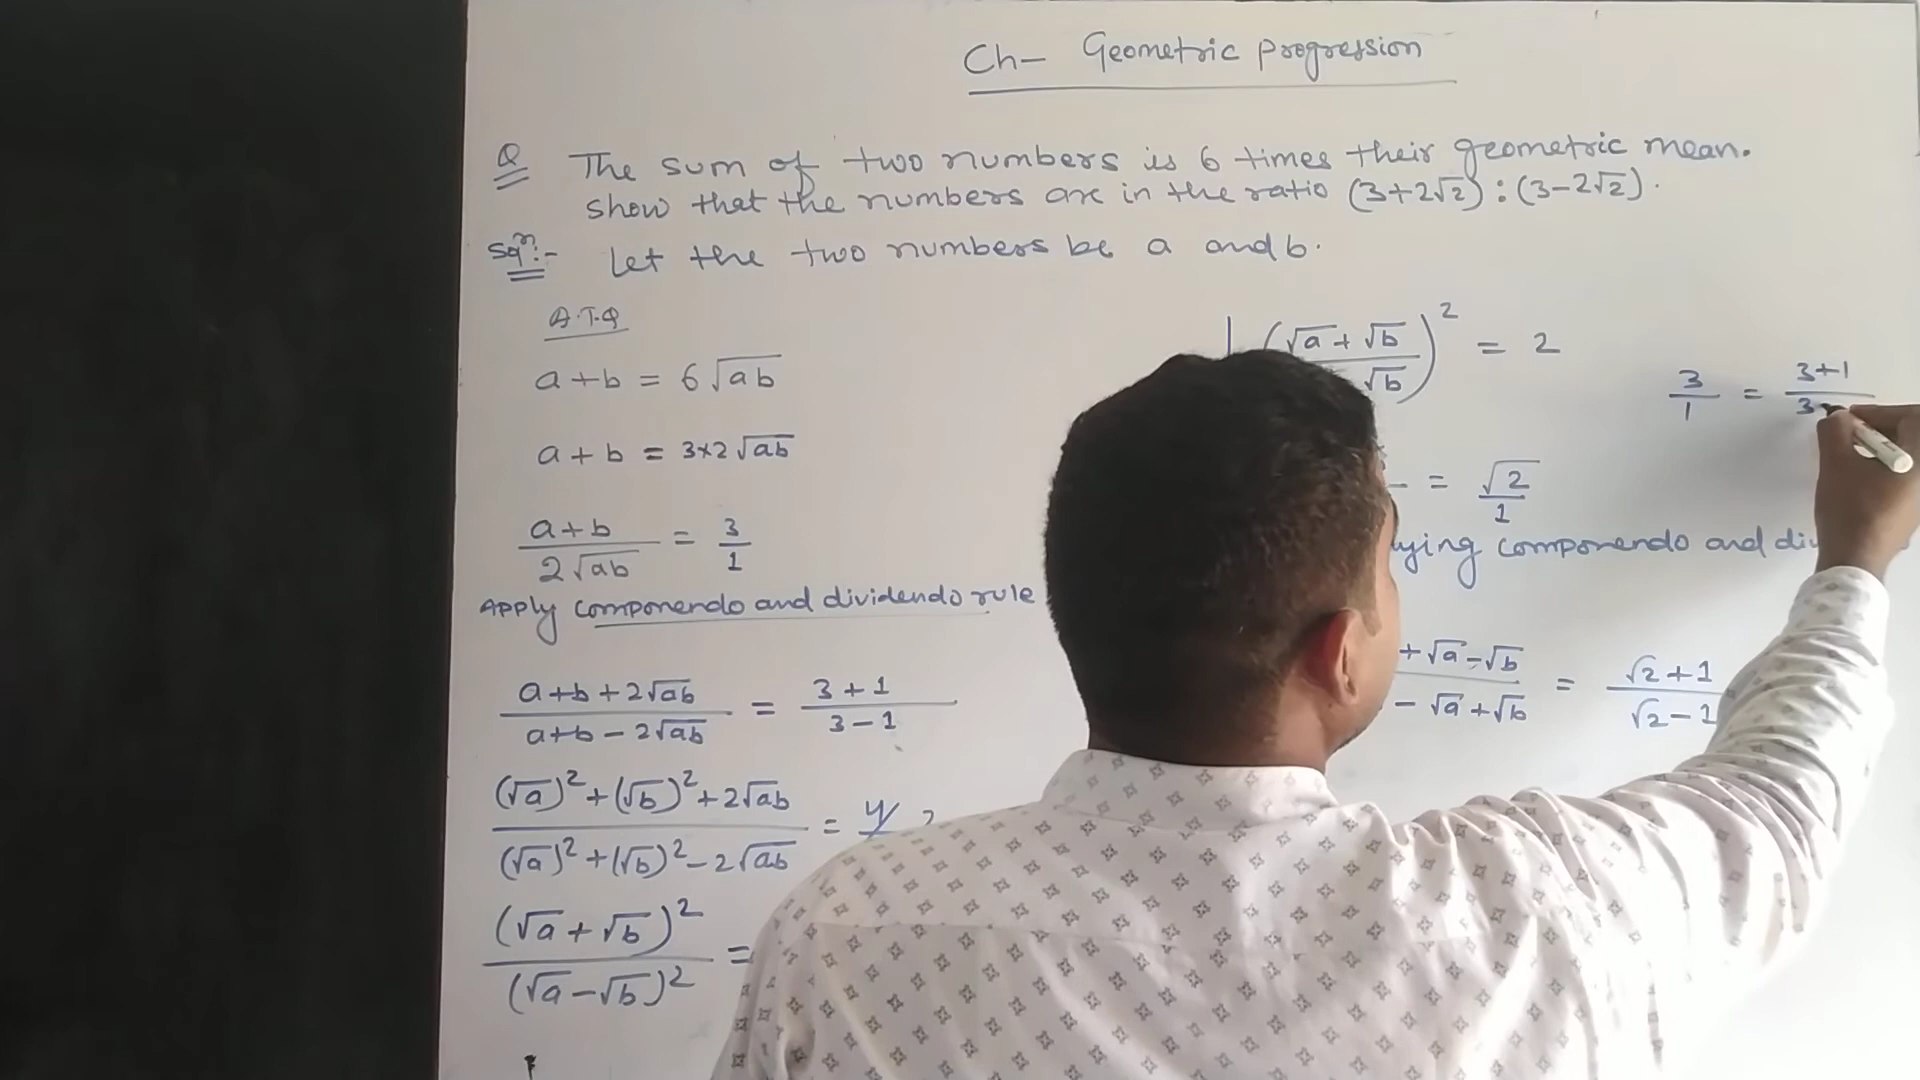 Ch- Geometric progression
Q The sum of two numbers is 6 times their geometric mean.
show that the numbers are in the ratio (3+2√2) : (3-2√2).
Solⁿ:- Let the two numbers be a and b.
A.T.Q
a+b = 6√ab
a+b = 3×2√ab
(a+b)/(2√ab) = 3/1
Apply componendo and dividendo rule
(a+b+2√ab)/(a+b-2√ab) = (3+1)/(3-1)
((√a)²+(√b)²+2√ab)/((√a)²+(√b)²-2√ab) = 4/
(√a+√b)²/(√a-√b)² =
(√a+√b / √b)² = 2
= √2/1
componendo and
+√a-√b / -√a+√b = (√2+1)/(√2-1)
3/1 = 3+1/3